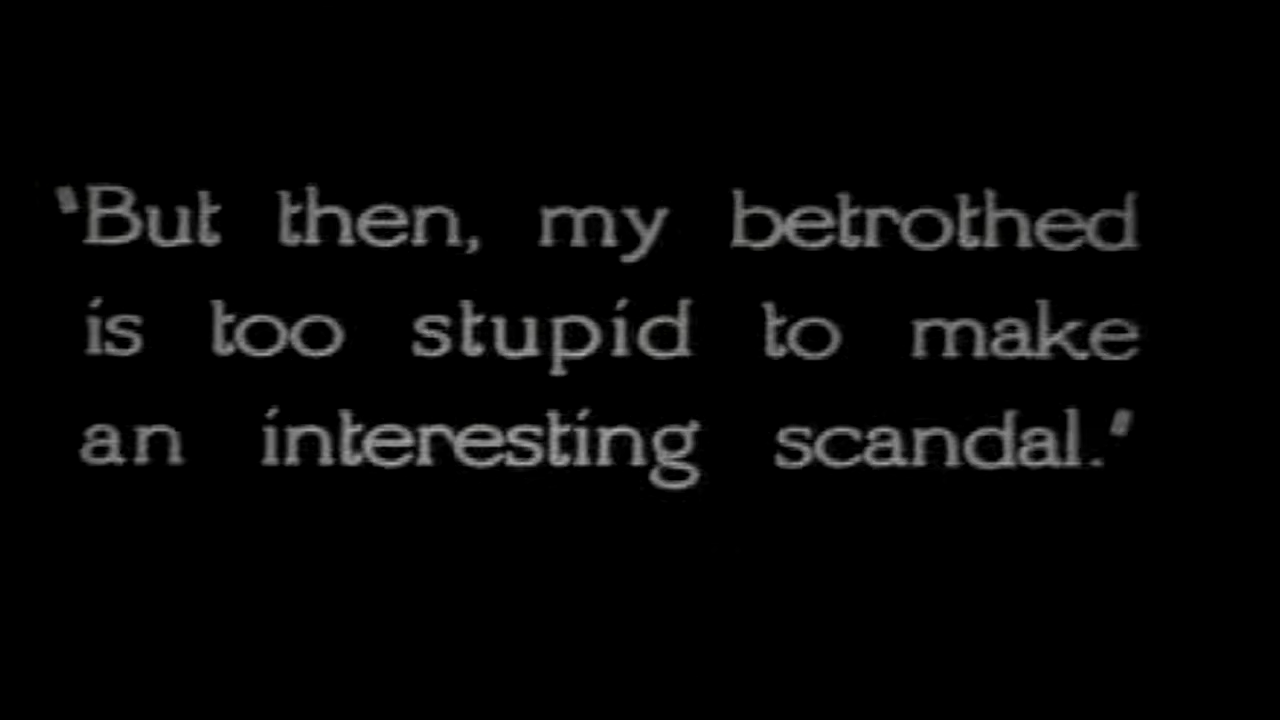 "But then, my betrothed
is too stupid to make
an interesting scandal."